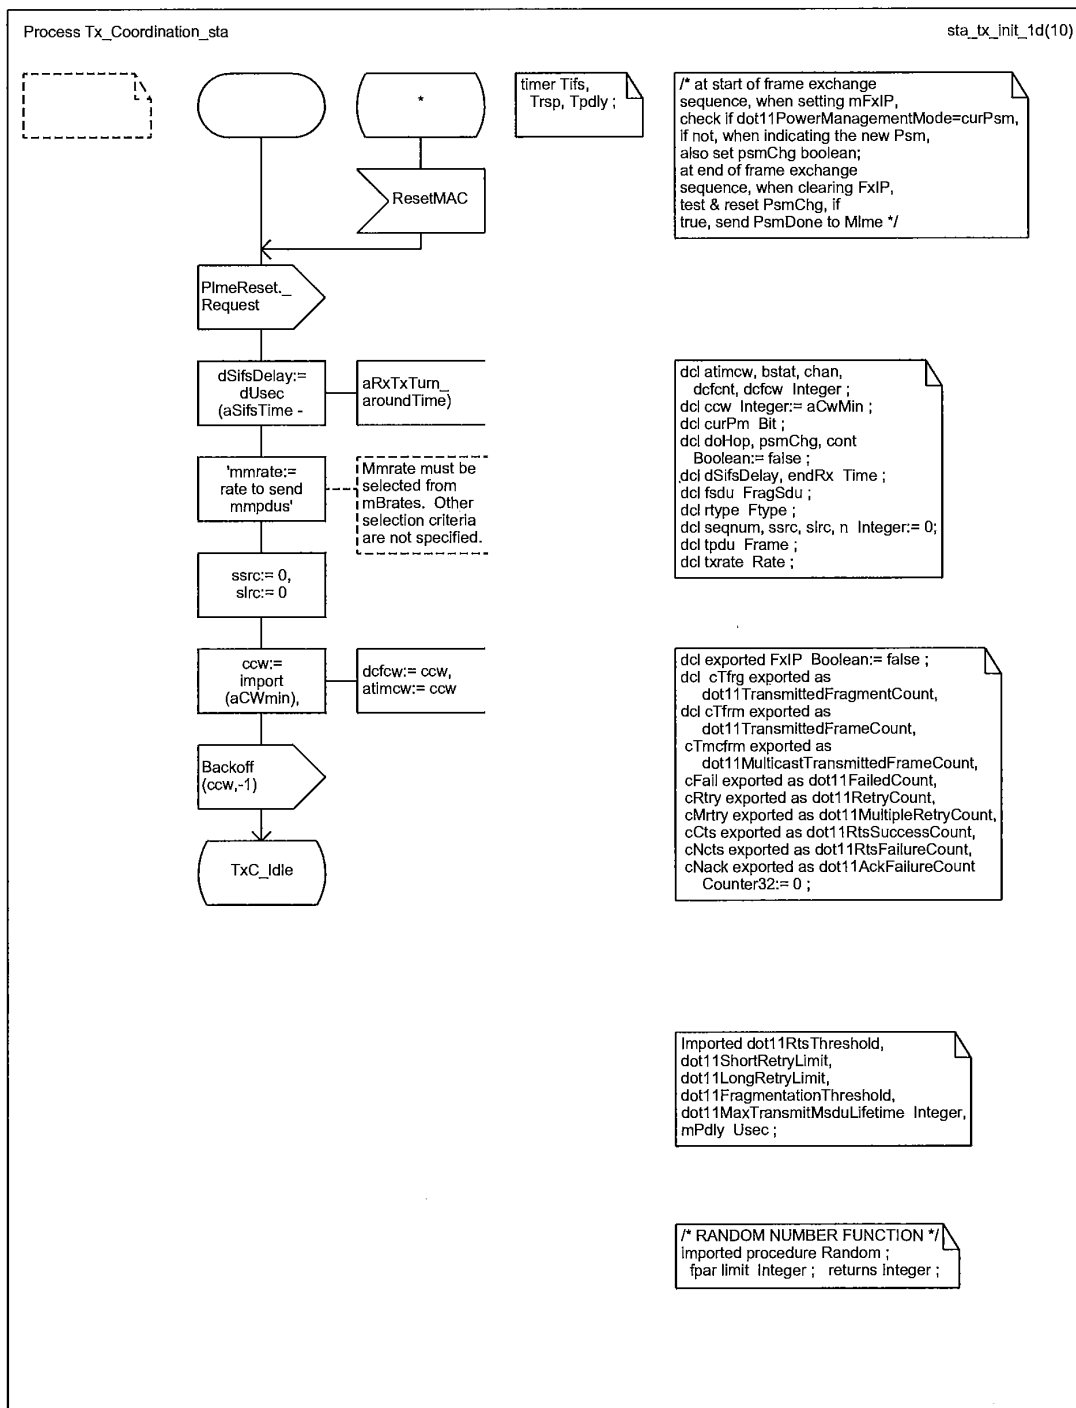 Process Tx_Coordination_sta
sta_tx_init_1d(10)
*
ResetMAC
PlmeReset._
Request
dSifsDelay:=
dUsec
(aSifsTime -
aRxTxTurn_
aroundTime)
'mmrate:=
rate to send
mmpdus'
Mmrate must be
selected from
mBrates. Other
selection criteria
are not specified.
ssrc:= 0,
slrc:= 0
ccw:=
import
(aCWmin),
dcfcw:= ccw,
atimcw:= ccw
Backoff
(ccw,-1)
TxC_Idle
timer Tifs,
Trsp, Tpdly ;
/* at start of frame exchange
sequence, when setting mFxIP,
check if dot11PowerManagementMode=curPsm,
if not, when indicating the new Psm,
also set psmChg boolean;
at end of frame exchange
sequence, when clearing FxIP,
test & reset PsmChg, if
true, send PsmDone to Mlme */
dcl atimcw, bstat, chan,
dcfcnt, dcfcw Integer ;
dcl ccw Integer:= aCwMin ;
dcl curPm Bit ;
dcl doHop, psmChg, cont
Boolean:= false ;
dcl dSifsDelay, endRx Time ;
dcl fsdu FragSdu ;
dcl rtype Ftype ;
dcl seqnum, ssrc, slrc, n Integer:= 0;
dcl tpdu Frame ;
dcl txrate Rate ;
dcl exported FxIP Boolean:= false ;
dcl cTfrg exported as
dot11TransmittedFragmentCount,
dcl cTfrm exported as
dot11TransmittedFrameCount,
cTmcfrm exported as
dot11MulticastTransmittedFrameCount,
cFail exported as dot11FailedCount,
cRtry exported as dot11RetryCount,
cMrtry exported as dot11MultipleRetryCount,
cCts exported as dot11RtsSuccessCount,
cNcts exported as dot11RtsFailureCount,
cNack exported as dot11AckFailureCount
Counter32:= 0 ;
Imported dot11RtsThreshold,
dot11ShortRetryLimit,
dot11LongRetryLimit,
dot11FragmentationThreshold,
dot11MaxTransmitMsduLifetime Integer,
mPdly Usec ;
/* RANDOM NUMBER FUNCTION */
imported procedure Random ;
fpar limit Integer ; returns Integer ;